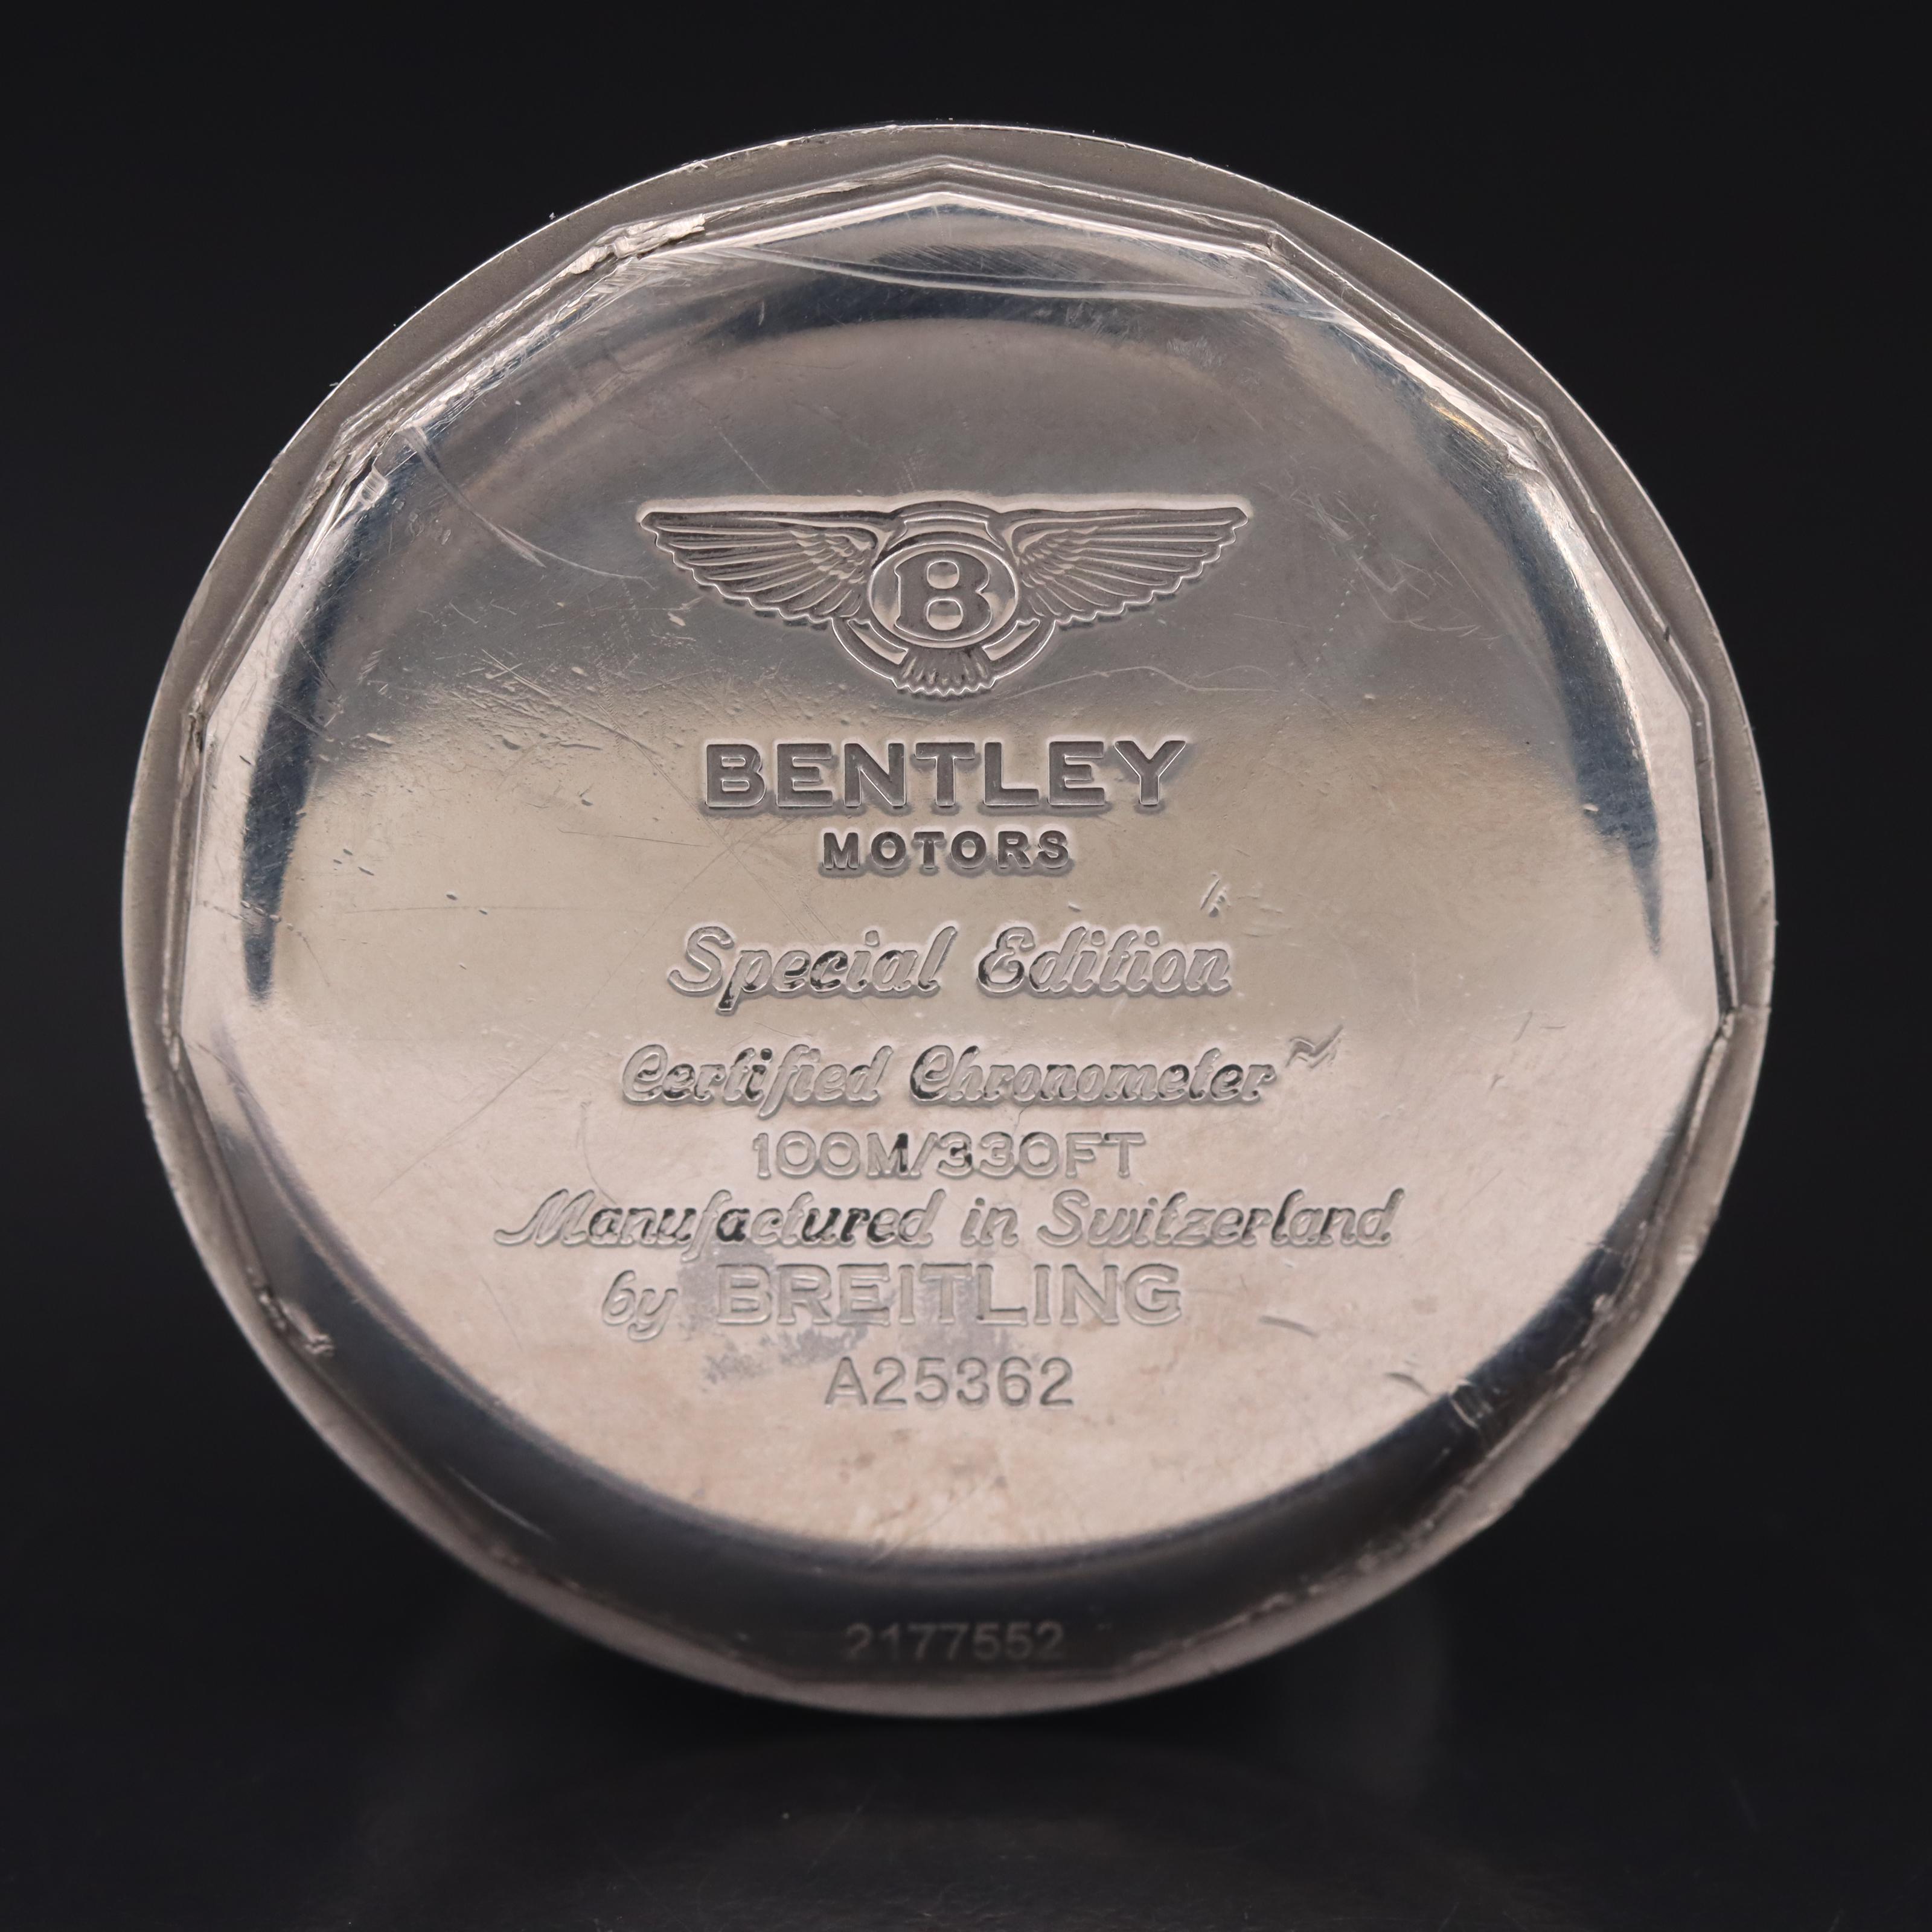 B
BENTLEY
MOTORS
Special Edition
Certified Chronometer
100M/330FT
Manufactured in Switzerland
by BREITLING
A25362
2177552